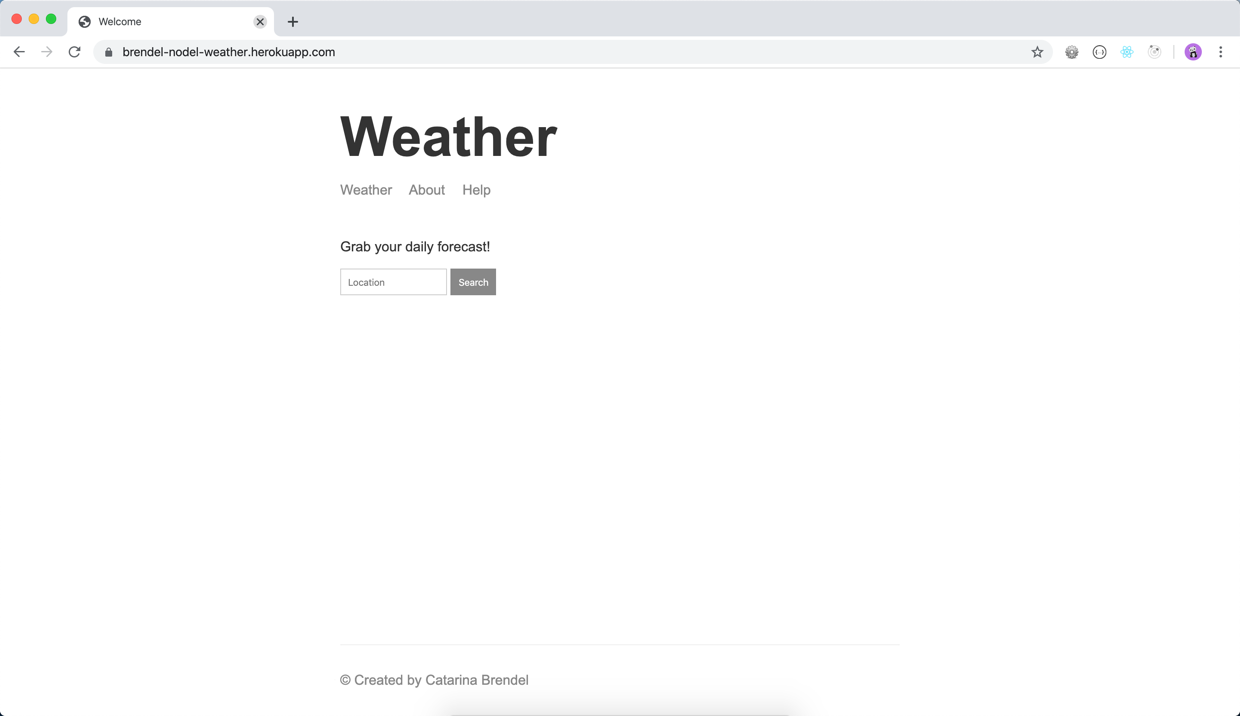 Welcome
brendel-nodel-weather.herokuapp.com
Weather
Weather About Help
Grab your daily forecast!
Location Search
© Created by Catarina Brendel